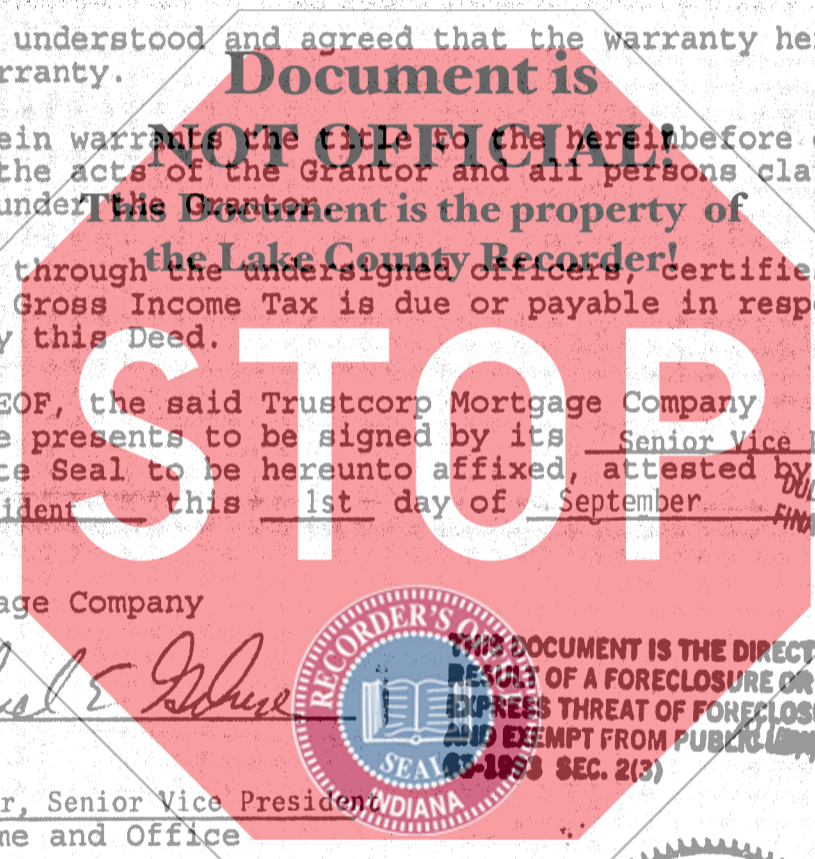 understood and agreed that the warranty her
rranty.
Document is
NOT OFFICIAL!
This Document is the property of
the Lake County Recorder!
ein warrants the title to the hereinbefore
the acts of the Grantor and all persons cla
under the Grantor.
through the undersigned officers, certifie
Gross Income Tax is due or payable in resp
y this Deed.
STOP
EOF, the said Trustcorp Mortgage Company
e presents to be signed by its Senior Vice
te Seal to be hereunto affixed, attested by
ident this 1st day of September
age Company
RECORDER'S
SEAL
INDIANA
THIS DOCUMENT IS THE DIRECT
RESULT OF A FORECLOSURE OR
EXPRESS THREAT OF FORECLOS
AND EXEMPT FROM PUBLIC
SEC. 2(3)
r, Senior Vice President
me and Office